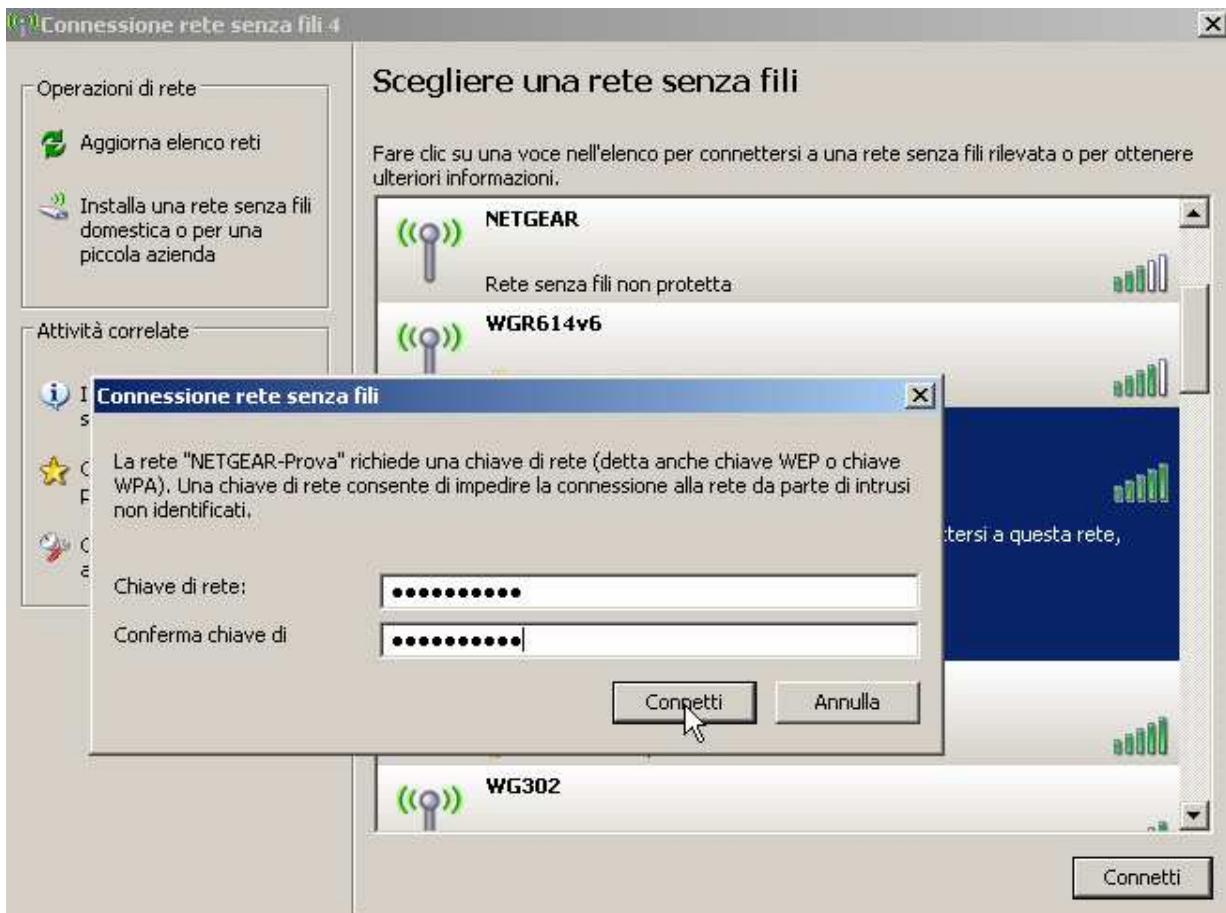 Connessione rete senza fili 4
Operazioni di rete
Aggiorna elenco reti
Installa una rete senza fili
domestica o per una
piccola azienda
Attività correlate
Scegliere una rete senza fili
Fare clic su una voce nell'elenco per connettersi a una rete senza fili rilevata o per ottenere
ulteriori informazioni.
NETGEAR
Rete senza fili non protetta
WGR614v6
tersi a questa rete,
WG302
Connetti
Connessione rete senza fili
La rete "NETGEAR-Prova" richiede una chiave di rete (detta anche chiave WEP o chiave
WPA). Una chiave di rete consente di impedire la connessione alla rete da parte di intrusi
non identificati.
Chiave di rete:
••••••••••
Conferma chiave di
••••••••••
Connetti
Annulla